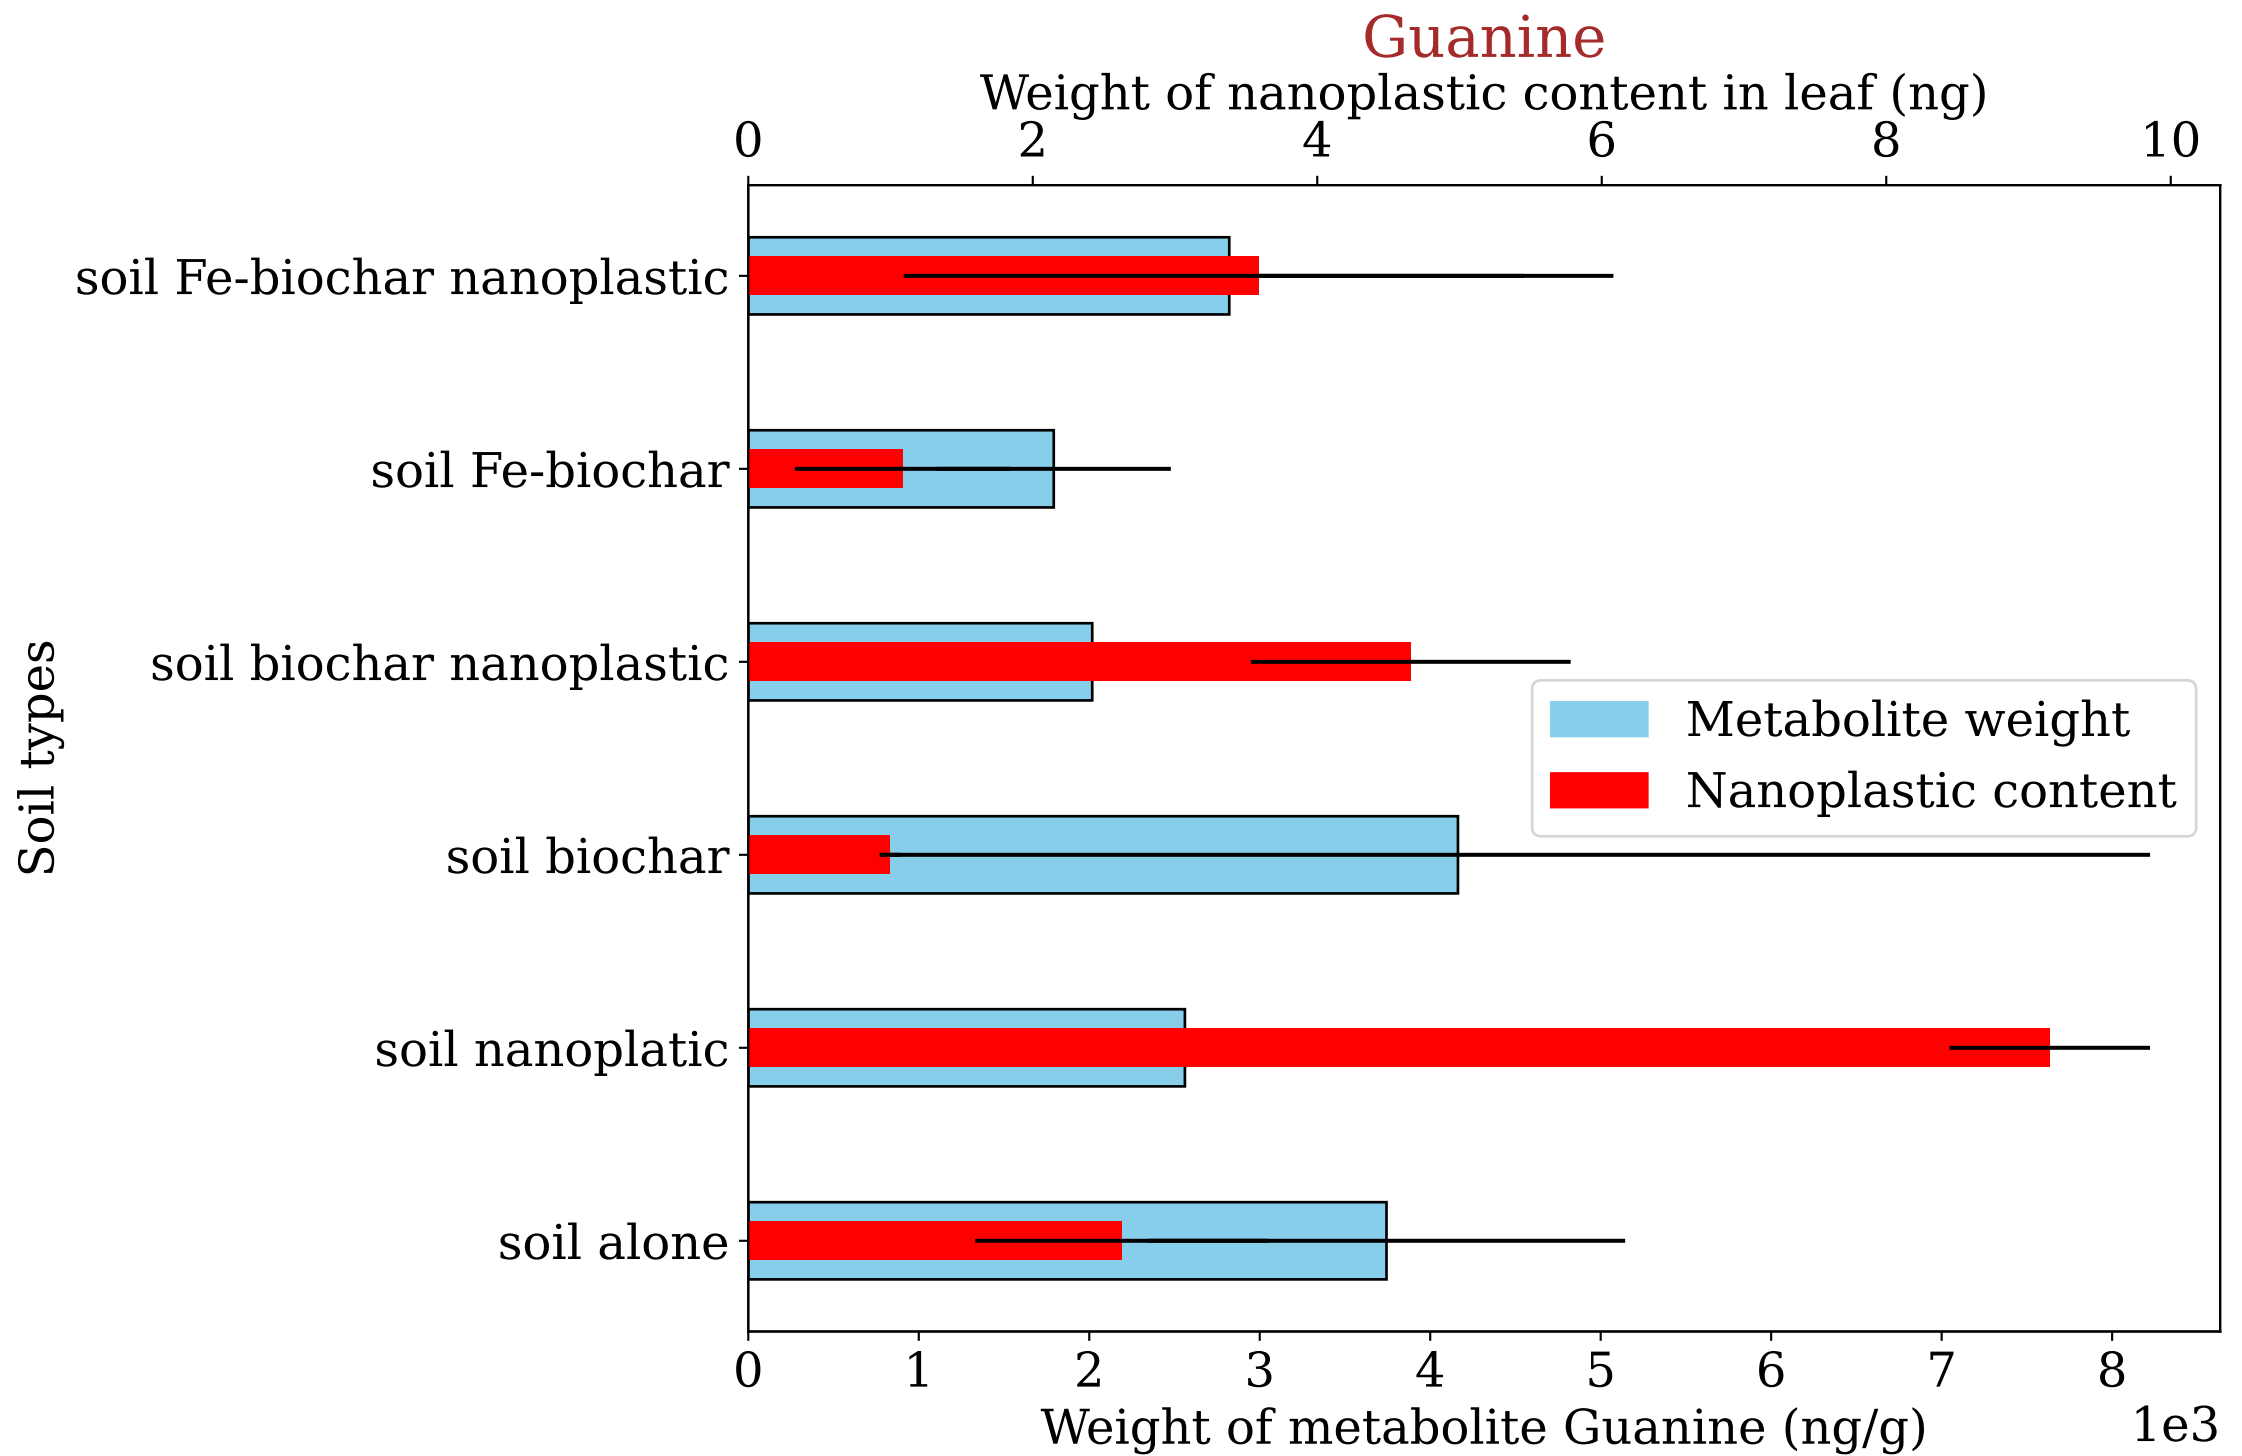 Guanine
Weight of nanoplastic content in leaf (ng)
0 2 4 6 8 10
soil Fe-biochar nanoplastic
soil Fe-biochar
soil biochar nanoplastic
soil biochar
soil nanoplatic
soil alone
Soil types
Metabolite weight
Nanoplastic content
0 1 2 3 4 5 6 7 8
Weight of metabolite Guanine (ng/g)
1e3